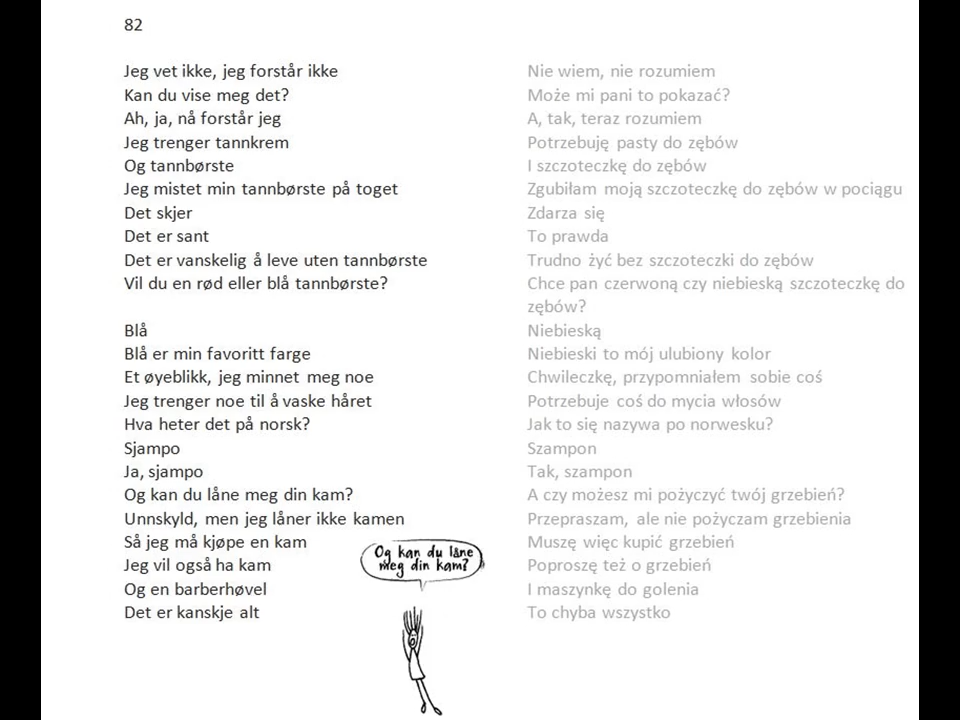 82
Jeg vet ikke, jeg forstår ikke
Kan du vise meg det?
Ah, ja, nå forstår jeg
Jeg trenger tannkrem
Og tannbørste
Jeg mistet min tannbørste på toget
Det skjer
Det er sant
Det er vanskelig å leve uten tannbørste
Vil du en rød eller blå tannbørste?
Blå
Blå er min favoritt farge
Et øyeblikk, jeg minnet meg noe
Jeg trenger noe til å vaske håret
Hva heter det på norsk?
Sjampo
Ja, sjampo
Og kan du låne meg din kam?
Unnskyld, men jeg låner ikke kamen
Så jeg må kjøpe en kam
Jeg vil også ha kam
Og en barberhøvel
Det er kanskje alt
Nie wiem, nie rozumiem
Może mi pani to pokazać?
A, tak, teraz rozumiem
Potrzebuję pasty do zębów
I szczoteczkę do zębów
Zgubiłam moją szczoteczkę do zębów w pociągu
Zdarza się
To prawda
Trudno żyć bez szczoteczki do zębów
Chce pan czerwoną czy niebieską szczoteczkę do
zębów?
Niebieską
Niebieski to mój ulubiony kolor
Chwileczkę, przypomniałem sobie coś
Potrzebuje coś do mycia włosów
Jak to się nazywa po norwesku?
Szampon
Tak, szampon
A czy możesz mi pożyczyć twój grzebień?
Przepraszam, ale nie pożyczam grzebienia
Muszę więc kupić grzebień
Poproszę też o grzebień
I maszynkę do golenia
To chyba wszystko
Og kan du låne
meg din kam?